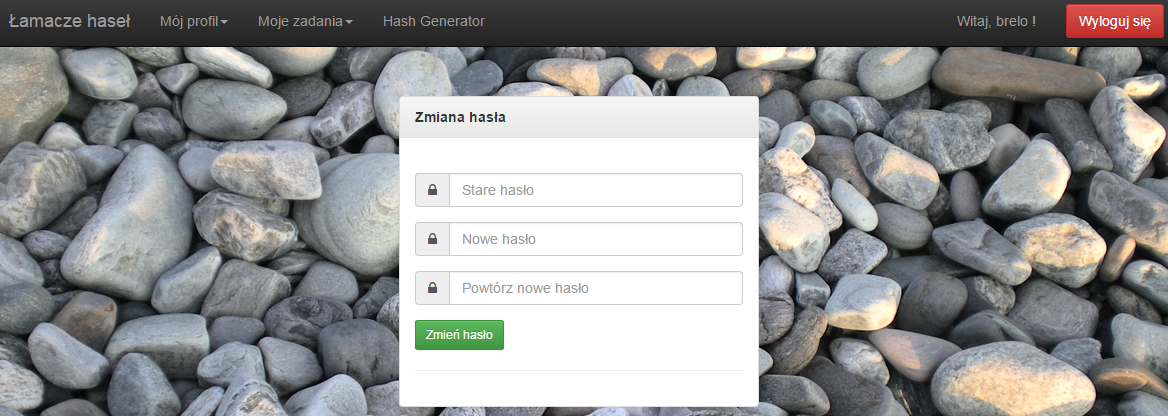 Łamacze haseł Mój profil Moje zadania Hash Generator Witaj, brelo ! Wyloguj się
Zmiana hasła
Stare hasło
Nowe hasło
Powtórz nowe hasło
Zmień hasło